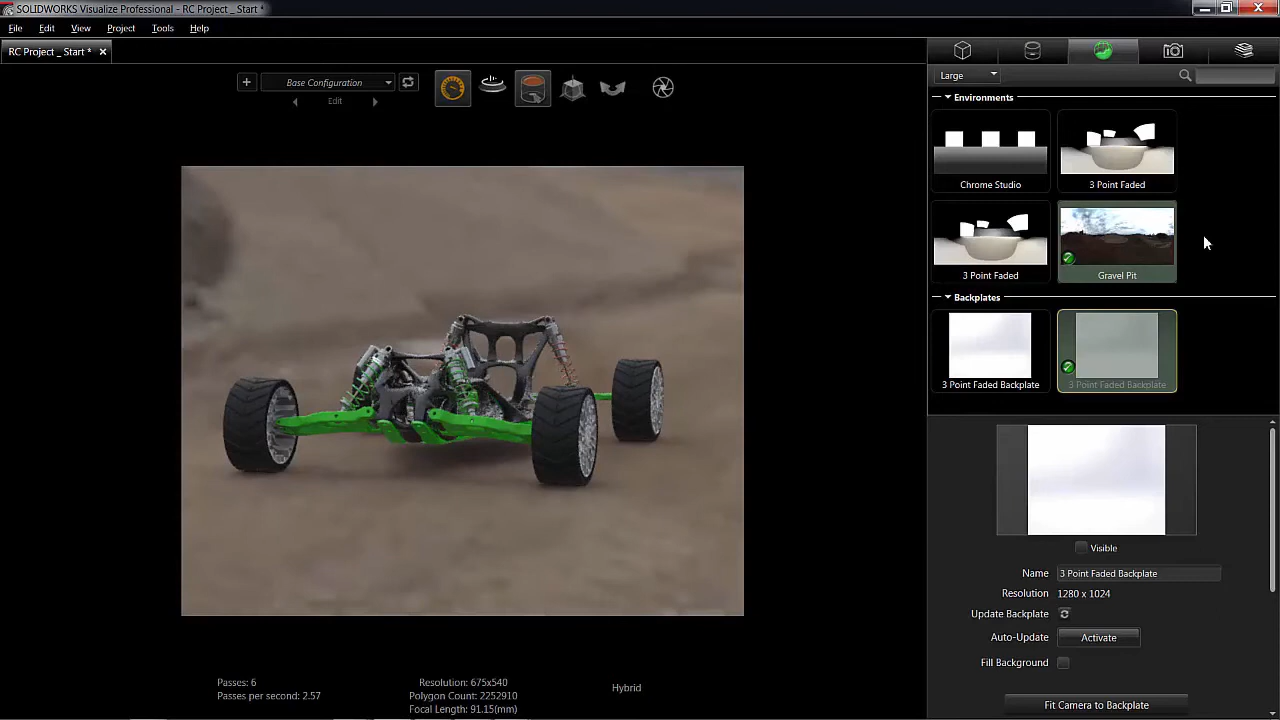 SOLIDWORKS Visualize Professional - RC Project _ Start *
File Edit View Project Tools Help
RC Project _ Start *
Base Configuration
Edit
Large
Environments
Chrome Studio
3 Point Faded
3 Point Faded
Gravel Pit
Backplates
3 Point Faded Backplate
3 Point Faded Backplate
Visible
Name 3 Point Faded Backplate
Resolution 1280 x 1024
Update Backplate
Auto-Update Activate
Fill Background
Fit Camera to Backplate
Passes: 6
Passes per second: 2.57
Resolution: 675x540
Polygon Count: 2252910
Focal Length: 91.15(mm)
Hybrid